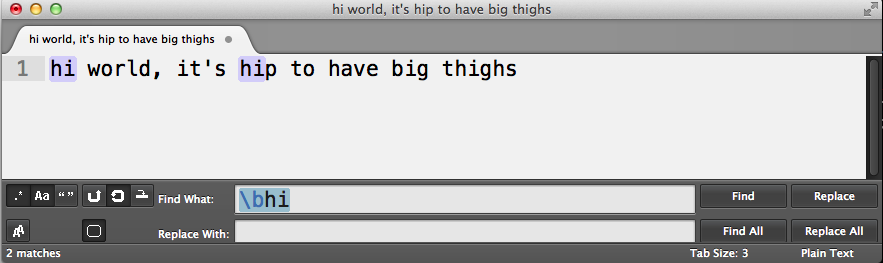 hi world, it's hip to have big thighs
hi world, it's hip to have big thighs
1 hi world, it's hip to have big thighs
.* Aa “” Find What: \bhi Find Replace
Replace With: Find All Replace All
2 matches Tab Size: 3 Plain Text